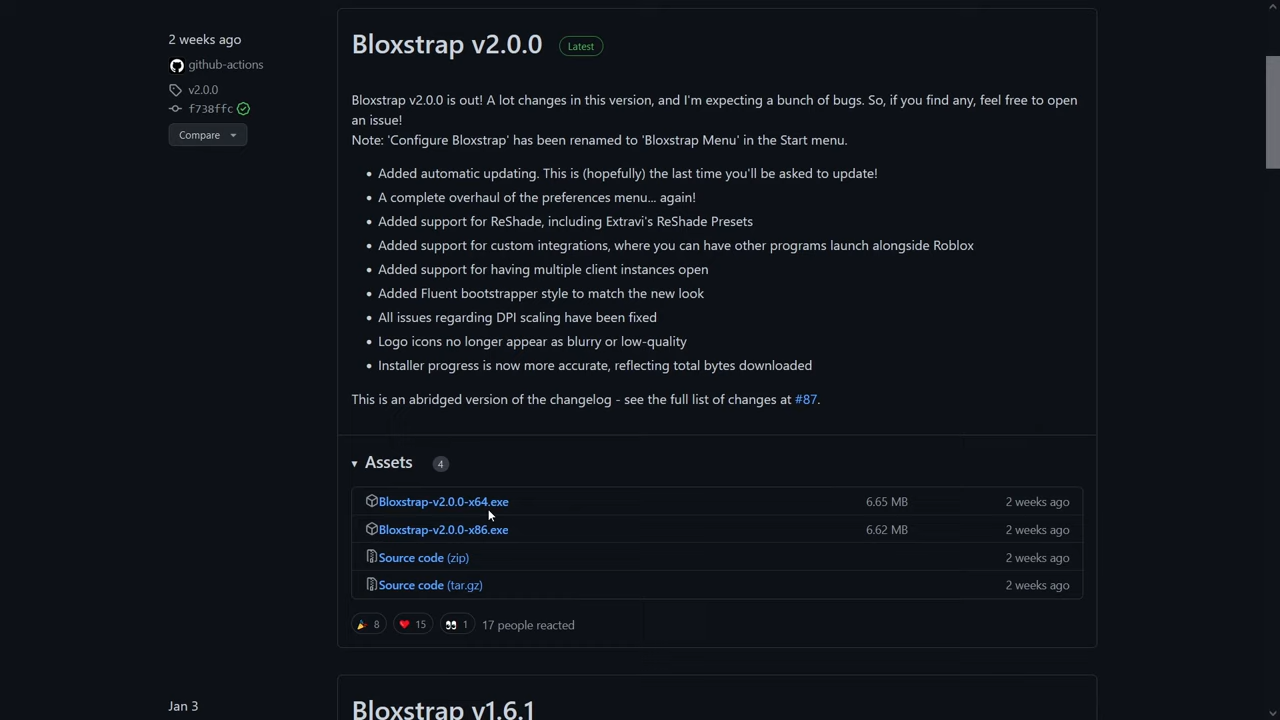 2 weeks ago
github-actions
v2.0.0
f738ffc
Compare
Bloxstrap v2.0.0 Latest
Bloxstrap v2.0.0 is out! A lot changes in this version, and I'm expecting a bunch of bugs. So, if you find any, feel free to open
an issue!
Note: 'Configure Bloxstrap' has been renamed to 'Bloxstrap Menu' in the Start menu.
• Added automatic updating. This is (hopefully) the last time you'll be asked to update!
• A complete overhaul of the preferences menu... again!
• Added support for ReShade, including Extravi's ReShade Presets
• Added support for custom integrations, where you can have other programs launch alongside Roblox
• Added support for having multiple client instances open
• Added Fluent bootstrapper style to match the new look
• All issues regarding DPI scaling have been fixed
• Logo icons no longer appear as blurry or low-quality
• Installer progress is now more accurate, reflecting total bytes downloaded
This is an abridged version of the changelog - see the full list of changes at #87.
Assets 4
Bloxstrap-v2.0.0-x64.exe 6.65 MB 2 weeks ago
Bloxstrap-v2.0.0-x86.exe 6.62 MB 2 weeks ago
Source code (zip) 2 weeks ago
Source code (tar.gz) 2 weeks ago
🎉 8 ❤️ 15 👀 1 17 people reacted
Jan 3
Bloxstrap v1.6.1